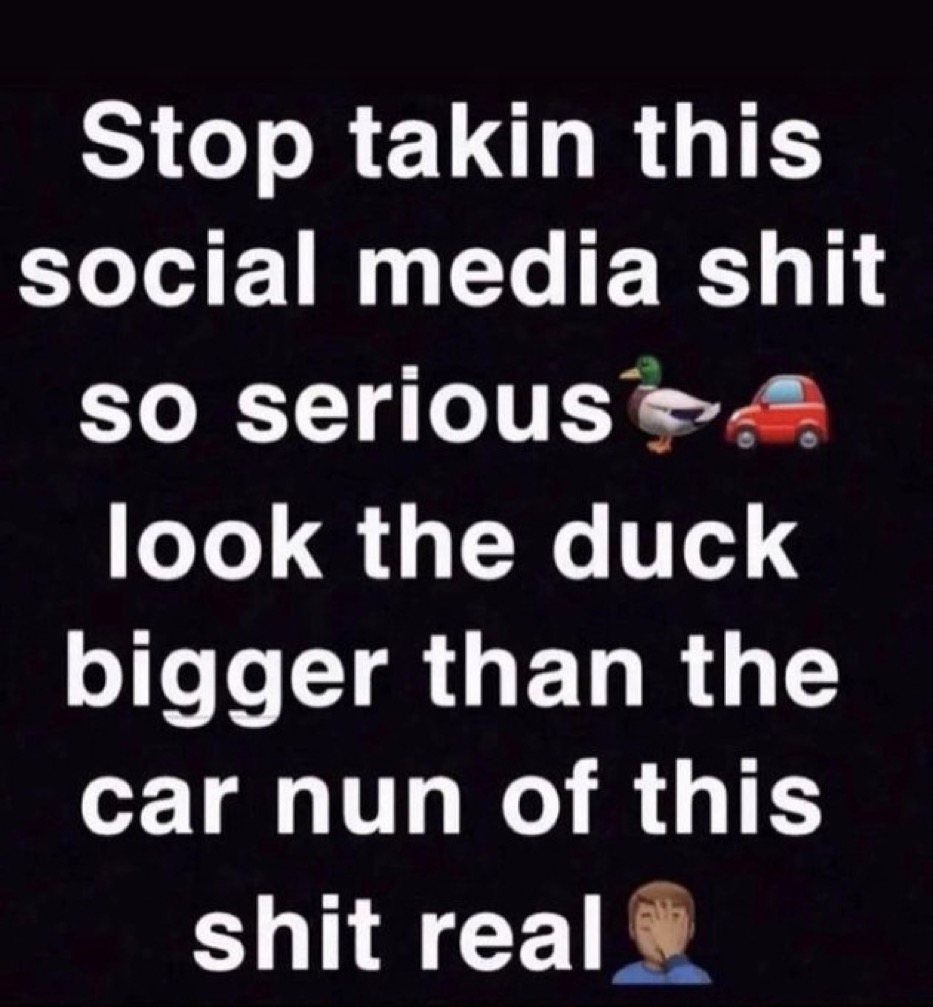 Stop takin this
social media shit
so serious🦆🚗
look the duck
bigger than the
car nun of this
shit real🤦🏽‍♂️